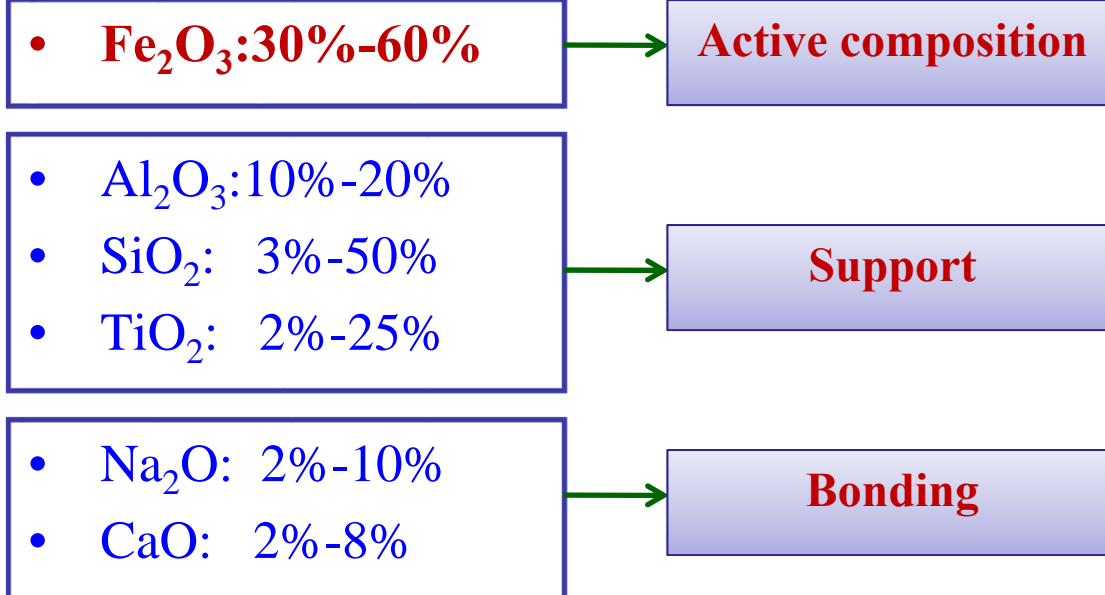 • Fe₂O₃:30%-60%
Active composition
• Al₂O₃:10%-20%
• SiO₂: 3%-50%
• TiO₂: 2%-25%
Support
• Na₂O: 2%-10%
• CaO: 2%-8%
Bonding